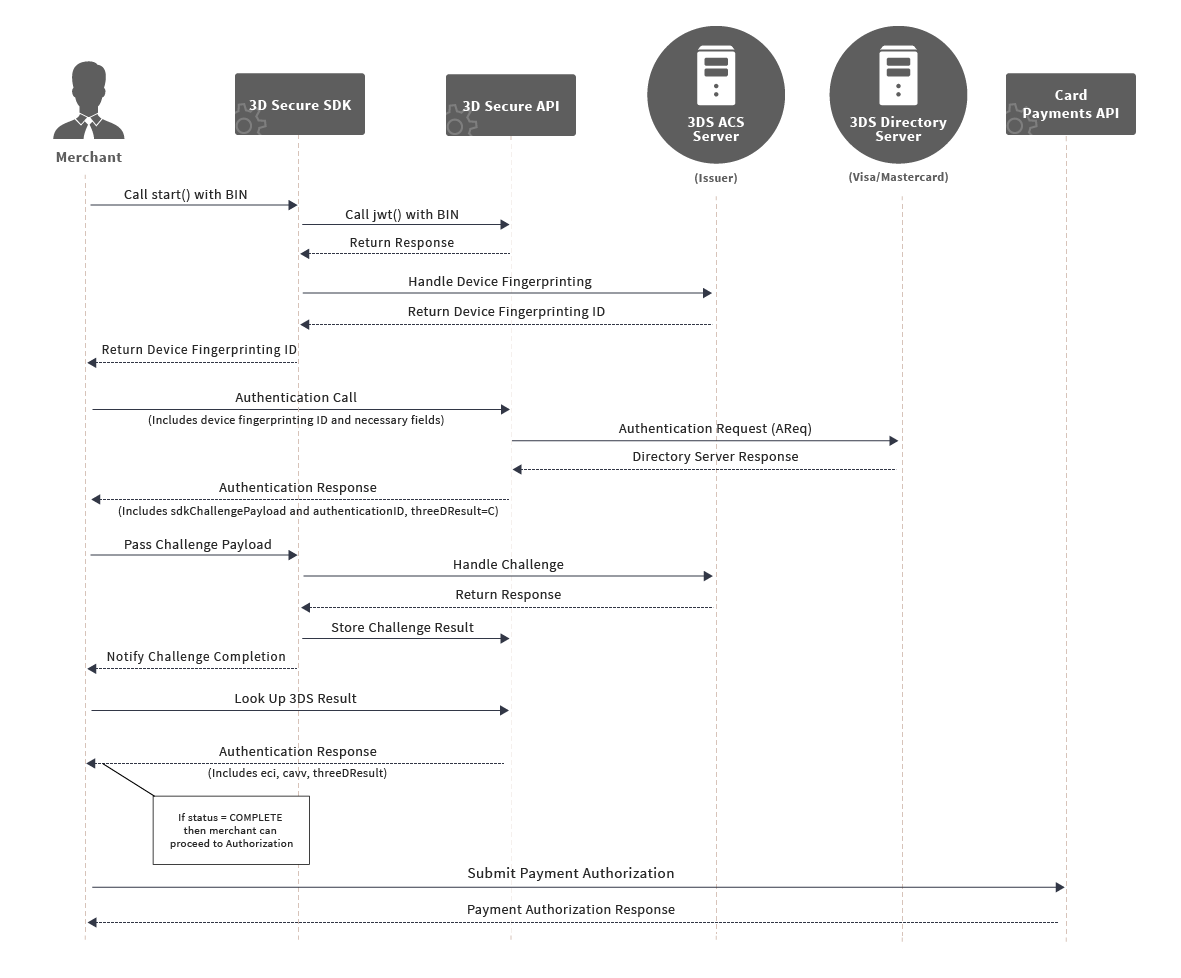 Merchant
3D Secure SDK
3D Secure API
3DS ACS
Server
(Issuer)
3DS Directory
Server
(Visa/Mastercard)
Card
Payments API
Call start() with BIN
Call jwt() with BIN
Return Response
Handle Device Fingerprinting
Return Device Fingerprinting ID
Return Device Fingerprinting ID
Authentication Call
(Includes device fingerprinting ID and necessary fields)
Authentication Request (AReq)
Directory Server Response
Authentication Response
(Includes sdkChallengePayload and authenticationID, threeDResult=C)
Pass Challenge Payload
Handle Challenge
Return Response
Store Challenge Result
Notify Challenge Completion
Look Up 3DS Result
Authentication Response
(Includes eci, cavv, threeDResult)
If status = COMPLETE
then merchant can
proceed to Authorization
Submit Payment Authorization
Payment Authorization Response